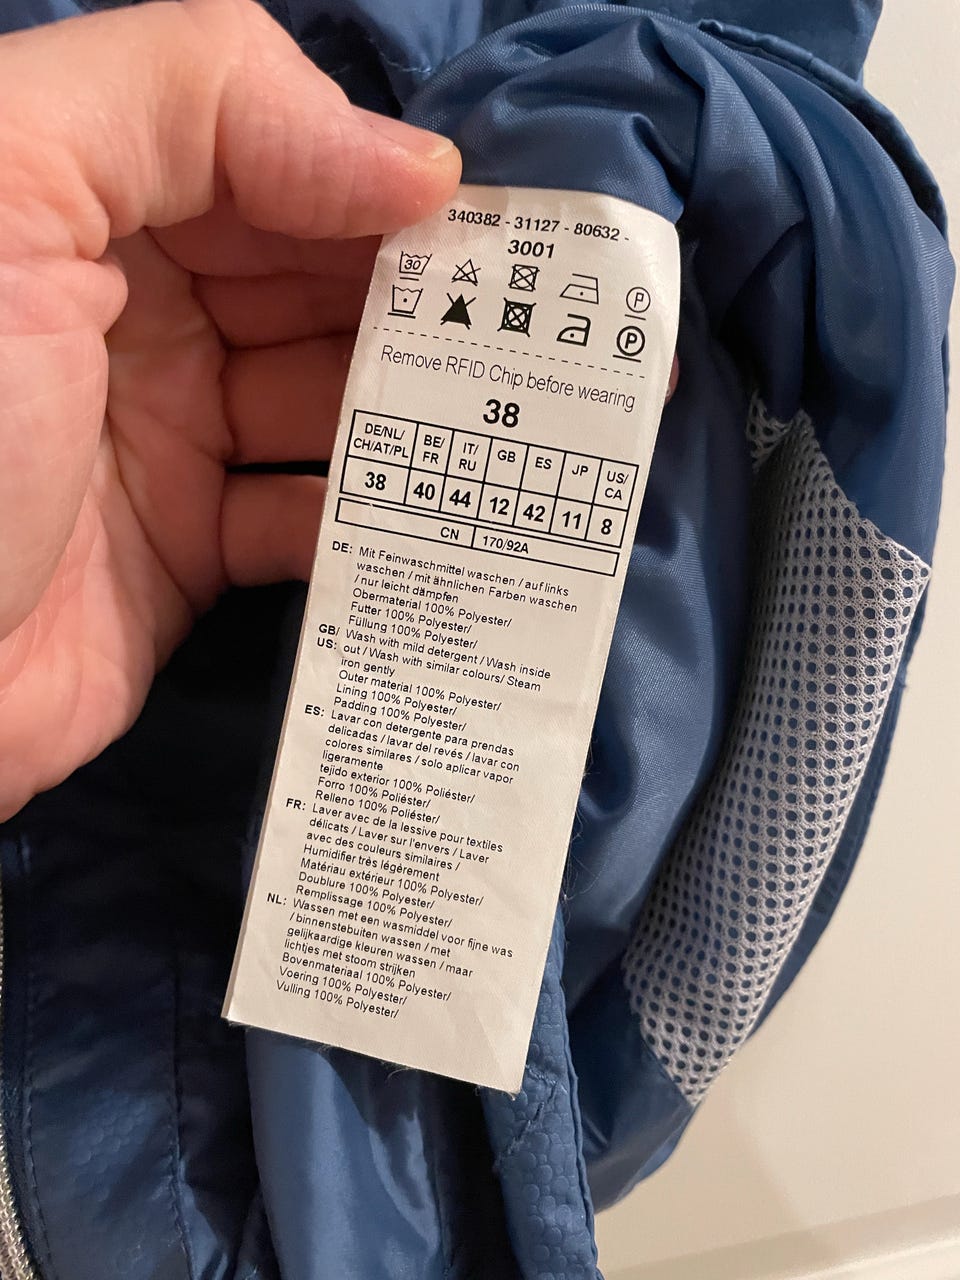 340382 - 31127 - 80632 -
3001
30 P
P
Remove RFID Chip before wearing
38
DE/NL/ CH/AT/PL BE/ FR IT/ RU GB ES JP US/ CA
38 40 44 12 42 11 8
CN 170/92A
DE: Mit Feinwaschmittel waschen / auf links
waschen / mit ähnlichen Farben waschen
/ nur leicht dämpfen
Obermaterial 100% Polyester/
Futter 100% Polyester/
Füllung 100% Polyester/
GB/ US: Wash with mild detergent / Wash inside
out / Wash with similar colours/ Steam
iron gently
Outer material 100% Polyester/
Lining 100% Polyester/
Padding 100% Polyester/
ES: Lavar con detergente para prendas
delicadas / lavar del revés / lavar con
colores similares / solo aplicar vapor
ligeramente
tejido exterior 100% Poliéster/
Forro 100% Poliéster/
Relleno 100% Poliéster/
FR: Laver avec de la lessive pour textiles
délicats / Laver sur l'envers / Laver
avec des couleurs similaires /
Humidifier très légèrement
Matériau extérieur 100% Polyester/
Doublure 100% Polyester/
Remplissage 100% Polyester/
NL: Wassen met een wasmiddel voor fijne was
/ binnenstebuiten wassen / met
gelijkaardige kleuren wassen / maar
lichtjes met stoom strijken
Bovenmateriaal 100% Polyester/
Voering 100% Polyester/
Vulling 100% Polyester/